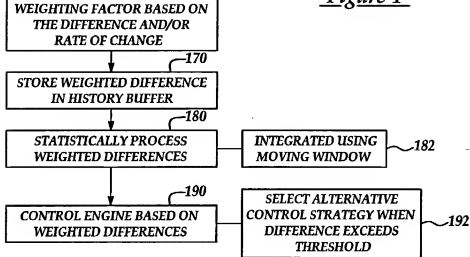 Figure 1
WEIGHTING FACTOR BASED ON
THE DIFFERENCE AND/OR
RATE OF CHANGE
170
STORE WEIGHTED DIFFERENCE
IN HISTORY BUFFER
180
STATISTICALLY PROCESS
WEIGHTED DIFFERENCES
INTEGRATED USING
MOVING WINDOW
182
190
CONTROL ENGINE BASED ON
WEIGHTED DIFFERENCES
SELECT ALTERNATIVE
CONTROL STRATEGY WHEN
DIFFERENCE EXCEEDS
THRESHOLD
192